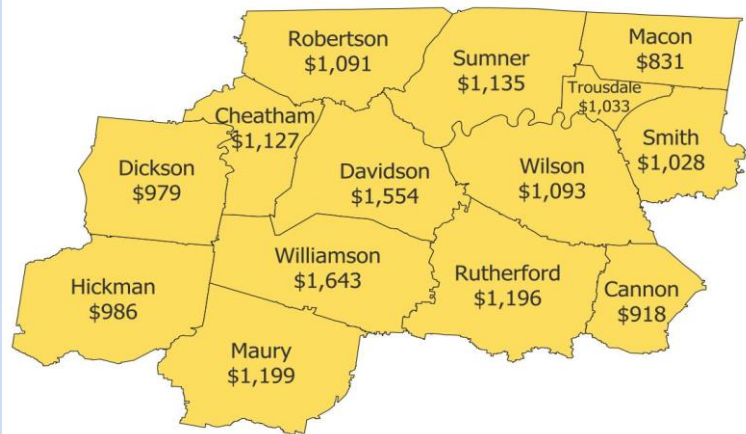 Robertson
$1,091
Sumner
$1,135
Macon
$831
Trousdale
$1,033
Cheatham
$1,127
Smith
$1,028
Dickson
$979
Davidson
$1,554
Wilson
$1,093
Williamson
$1,643
Rutherford
$1,196
Hickman
$986
Cannon
$918
Maury
$1,199